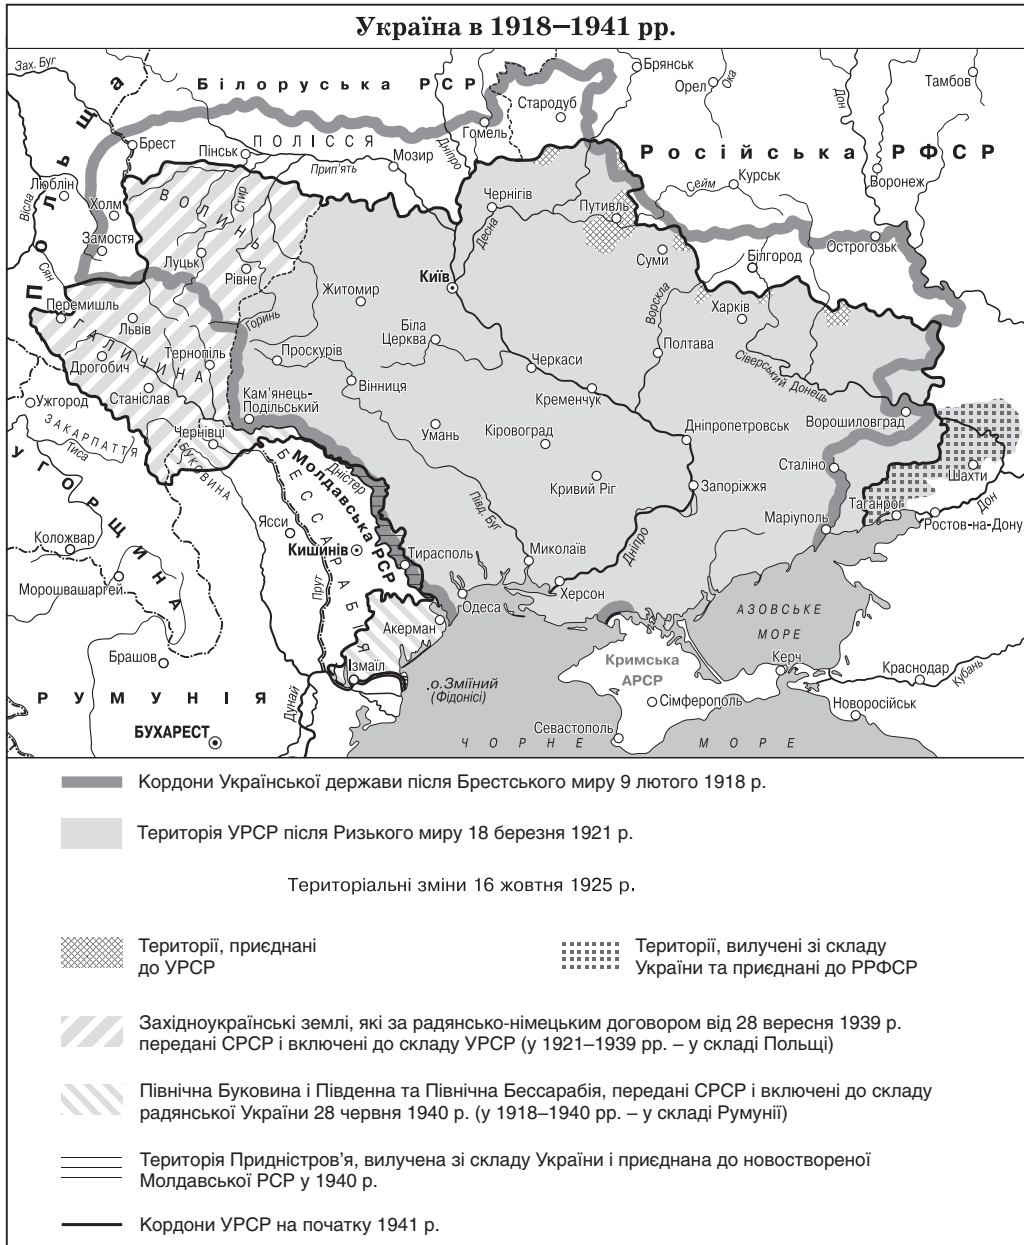 Україна в 1918–1941 рр.
Зах. Буг
Польща
Білоруська РСР
Брянськ
Орел
Ока
Тамбов
Дон
Стародуб
Гомель
Дніпро
Брест
Пінськ
ПОЛІССЯ
Мозир
Прип'ять
Російська РФСР
Люблін
Вісла
Холм
ВОЛИНЬ
Стир
Чернігів
Десна
Путивль
Сейм
Курськ
Воронеж
Замостя
Луцьк
Рівне
Суми
Білгород
Острогозьк
Сян
Київ
Перемишль
Житомир
Горинь
Ворскла
Харків
Львів
ГАЛИЧИНА
Біла
Церква
Полтава
Дрогобич
Тернопіль
Проскурів
Черкаси
Сіверський Донець
Станіслав
Вінниця
Кременчук
Ужгород
Кам'янець-
Подільський
Ворошиловград
ЗАКАРПАТТЯ
Тиса
Чернівці
БУКОВИНА
Умань
Кіровоград
Дніпропетровськ
УГОРЩИНА
БЕССАРАБІЯ
Молдавська РСР
Дністер
Сталіно
Шахти
Кривий Ріг
Запоріжжя
Півд. Буг
Таганрог
Дон
Ростов-на-Дону
Маріуполь
Коложвар
Ясси
Кишинів
Миколаїв
Дніпро
Тирасполь
Морошвашаргей
Прут
Одеса
Херсон
АЗОВСЬКЕ
МОРЕ
Акерман
Брашов
Ізмаїл
Кримська
АРСР
Керч
Краснодар
Кубань
РУМУНІЯ
Дунай
о. Зміїний
(Фідонісі)
Сімферополь
Новоросійськ
БУХАРЕСТ
Севастополь
ЧОРНЕ МОРЕ
Кордони Української держави після Брестського миру 9 лютого 1918 р.
Територія УРСР після Ризького миру 18 березня 1921 р.
Територіальні зміни 16 жовтня 1925 р.
Території, приєднані
до УРСР
Території, вилучені зі складу
України та приєднані до РРФСР
Західноукраїнські землі, які за радянсько-німецьким договором від 28 вересня 1939 р.
передані СРСР і включені до складу УРСР (у 1921–1939 рр. – у складі Польщі)
Північна Буковина і Південна та Північна Бессарабія, передані СРСР і включені до складу
радянської України 28 червня 1940 р. (у 1918–1940 рр. – у складі Румунії)
Територія Придністров'я, вилучена зі складу України і приєднана до новоствореної
Молдавської РСР у 1940 р.
Кордони УРСР на початку 1941 р.